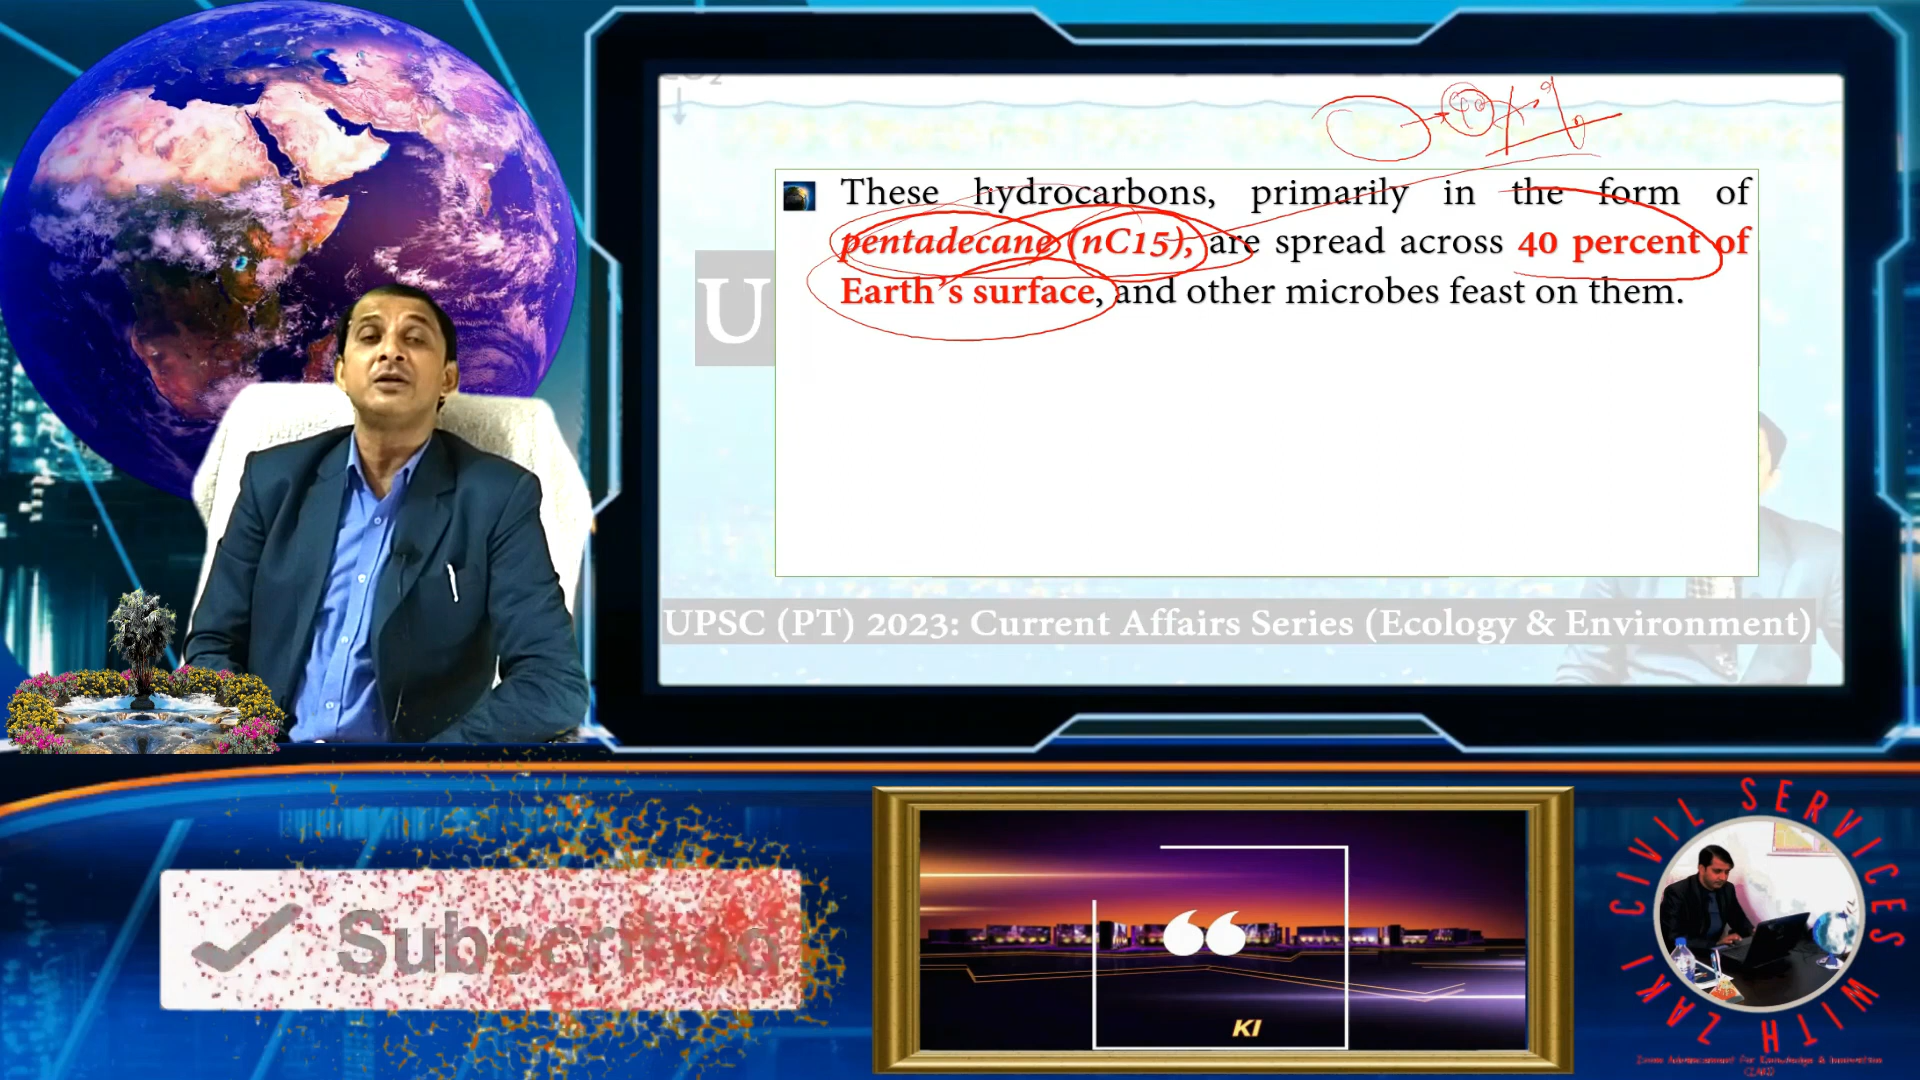 These hydrocarbons, primarily in the form of
pentadecane (nC15), are spread across 40 percent of
Earth's surface, and other microbes feast on them.
U
UPSC (PT) 2023: Current Affairs Series (Ecology & Environment)
Subscribed
“
KI
CIVIL SERVICES WITH ZAKI